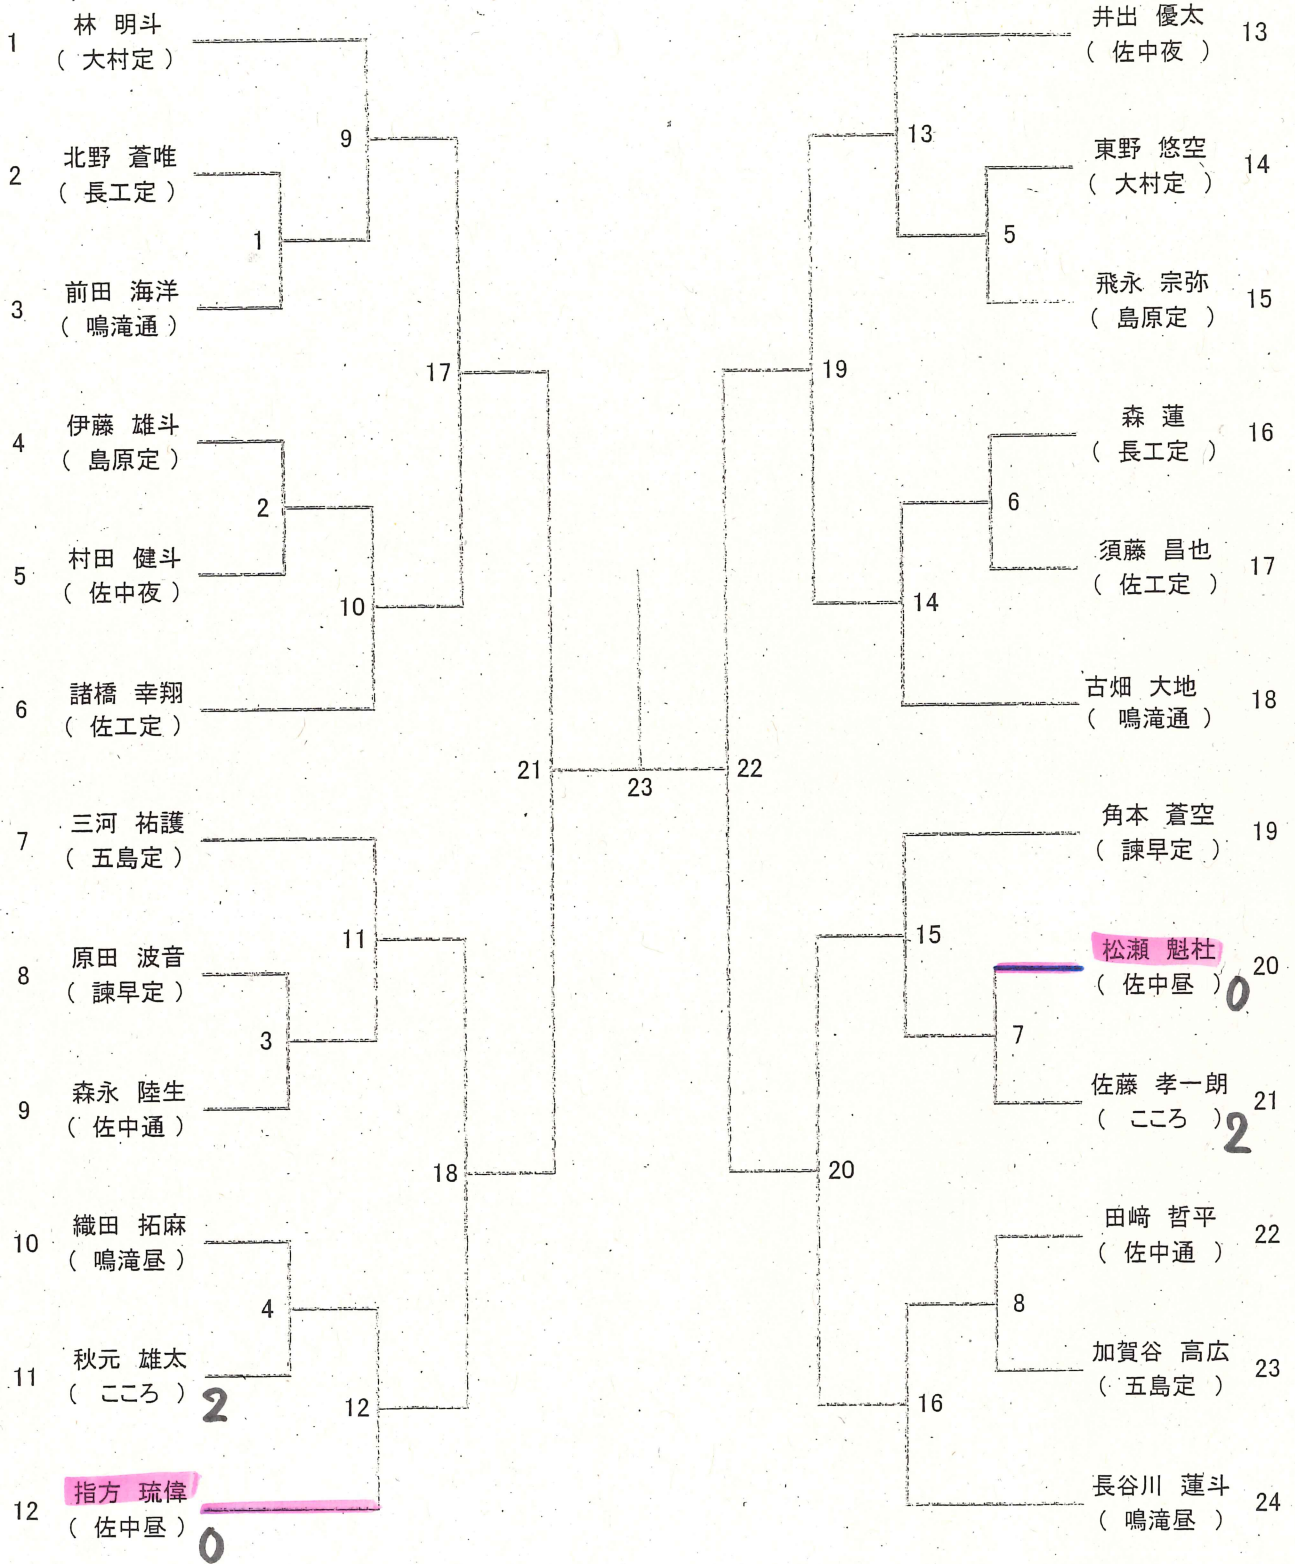 1
林 明斗
( 大村定 )
2
北野 蒼唯
( 長工定 )
3
前田 海洋
( 鳴滝通 )
4
伊藤 雄斗
( 島原定 )
5
村田 健斗
( 佐中夜 )
6
諸橋 幸翔
( 佐工定 )
7
三河 祐護
( 五島定 )
8
原田 波音
( 諫早定 )
9
森永 陸生
( 佐中通 )
10
織田 拓麻
( 鳴滝昼 )
11
秋元 雄太
( こころ )
2
12
指方 琉偉
( 佐中昼 )
0
1
2
3
4
9
10
11
12
17
18
21
23
22
19
20
13
14
15
16
5
6
7
8
井出 優太
( 佐中夜 )
13
東野 悠空
( 大村定 )
14
飛永 宗弥
( 島原定 )
15
森 蓮
( 長工定 )
16
須藤 昌也
( 佐工定 )
17
古畑 大地
( 鳴滝通 )
18
角本 蒼空
( 諫早定 )
19
松瀬 魁杜
( 佐中昼 )
20
0
佐藤 孝一朗
( こころ )
21
2
田﨑 哲平
( 佐中通 )
22
加賀谷 高広
( 五島定 )
23
長谷川 蓮斗
( 鳴滝昼 )
24